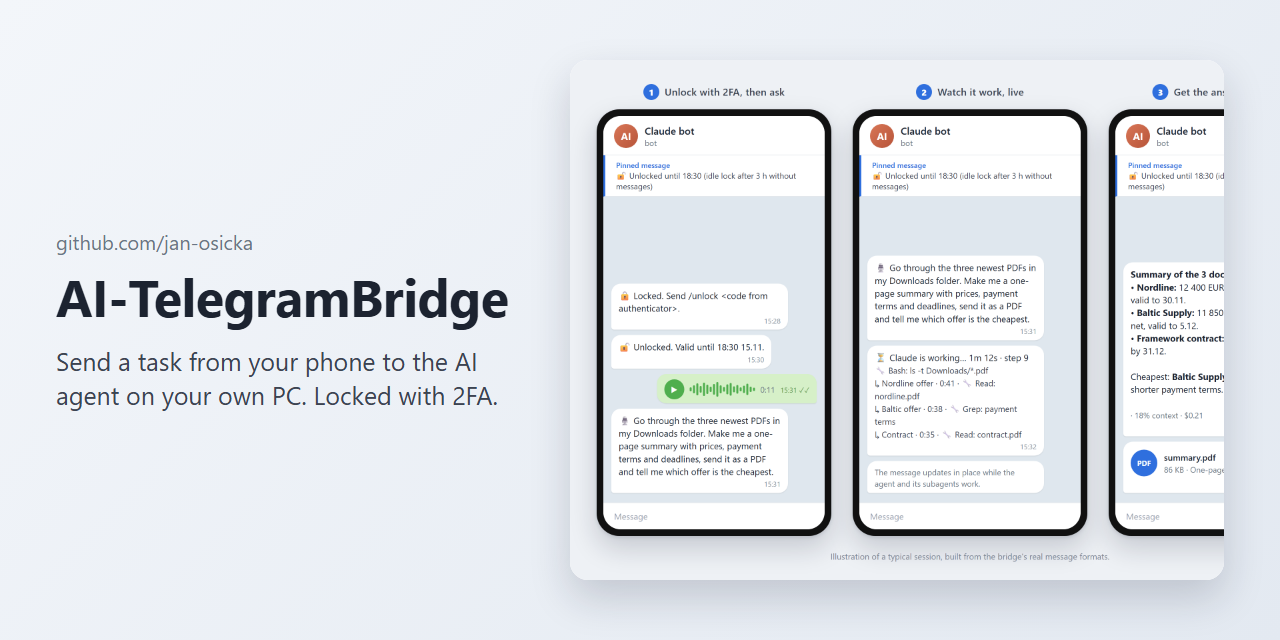 github.com/jan-osicka
AI-TelegramBridge
Send a task from your phone to the AI
agent on your own PC. Locked with 2FA.
1 Unlock with 2FA, then ask
AI
Claude bot
bot
Pinned message
Unlocked until 18:30 (idle lock after 3 h without
messages)
Locked. Send /unlock <code from
authenticator>.
15:28
Unlocked. Valid until 18:30 15.11.
15:30
0:11 15:31
Go through the three newest PDFs in
my Downloads folder. Make me a one-
page summary with prices, payment
terms and deadlines, send it as a PDF
and tell me which offer is the cheapest.
15:31
Message
2 Watch it work, live
AI
Claude bot
bot
Pinned message
Unlocked until 18:30 (idle lock after 3 h without
messages)
Go through the three newest PDFs in
my Downloads folder. Make me a one-
page summary with prices, payment
terms and deadlines, send it as a PDF
and tell me which offer is the cheapest.
15:31
Claude is working... 1m 12s · step 9
Bash: ls -t Downloads/*.pdf
↳ Nordline offer · 0:41 · Read:
nordline.pdf
↳ Baltic offer · 0:38 · Grep: payment
terms
↳ Contract · 0:35 · Read: contract.pdf
15:32
The message updates in place while the
agent and its subagents work.
Message
3 Get the ans
AI
Claude bot
bot
Pinned message
Unlocked until 18:30 (id
messages)
Summary of the 3 doc
• Nordline: 12 400 EUR
valid to 30.11.
• Baltic Supply: 11 850
net, valid to 5.12.
• Framework contract:
by 31.12.
Cheapest: Baltic Supply
shorter payment terms.
· 18% context · $0.21
PDF
summary.pdf
86 KB · One-page
Message
Illustration of a typical session, built from the bridge's real message formats.